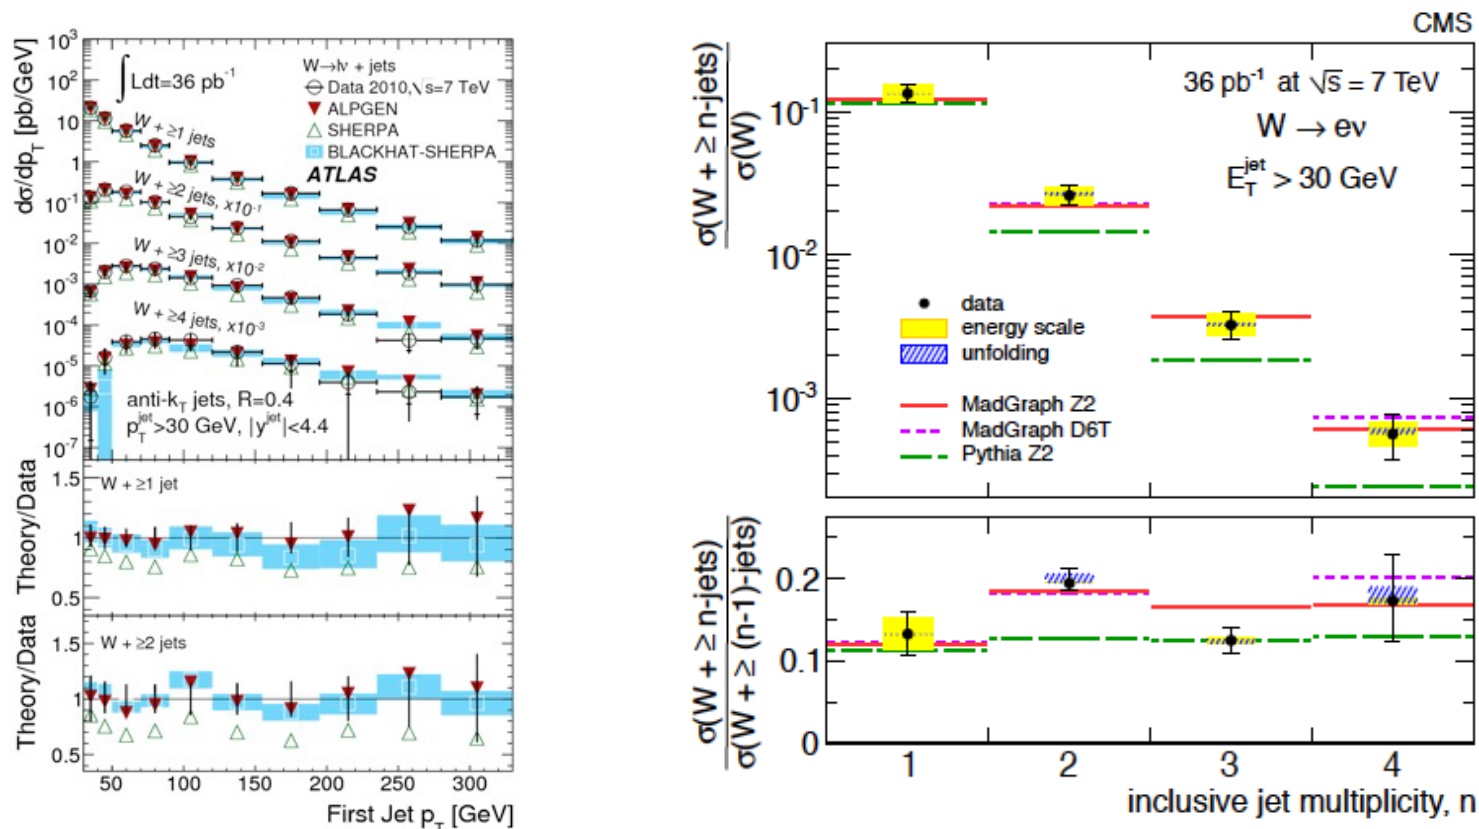 dσ/dp_T [pb/GeV]
10³
10²
10
1
10⁻¹
10⁻²
10⁻³
10⁻⁴
10⁻⁵
10⁻⁶
10⁻⁷
∫ Ldt=36 pb⁻¹
W→lν + jets
Data 2010,√s=7 TeV
ALPGEN
SHERPA
BLACKHAT-SHERPA
ATLAS
W + ≥1 jets
W + ≥2 jets, x10⁻¹
W + ≥3 jets, x10⁻²
W + ≥4 jets, x10⁻³
anti-k_T jets, R=0.4
p_T^jet>30 GeV, |y^jet|<4.4
Theory/Data
1.5
1
0.5
W + ≥1 jet
Theory/Data
1.5
1
0.5
W + ≥2 jets
50 100 150 200 250 300
First Jet p_T [GeV]
CMS
σ(W + ≥ n-jets)
σ(W)
10⁻¹
10⁻²
10⁻³
36 pb⁻¹ at √s = 7 TeV
W → eν
E_T^jet > 30 GeV
data
energy scale
unfolding
MadGraph Z2
MadGraph D6T
Pythia Z2
σ(W + ≥ n-jets)
σ(W + ≥ (n-1)-jets)
0.2
0.1
0
1 2 3 4
inclusive jet multiplicity, n